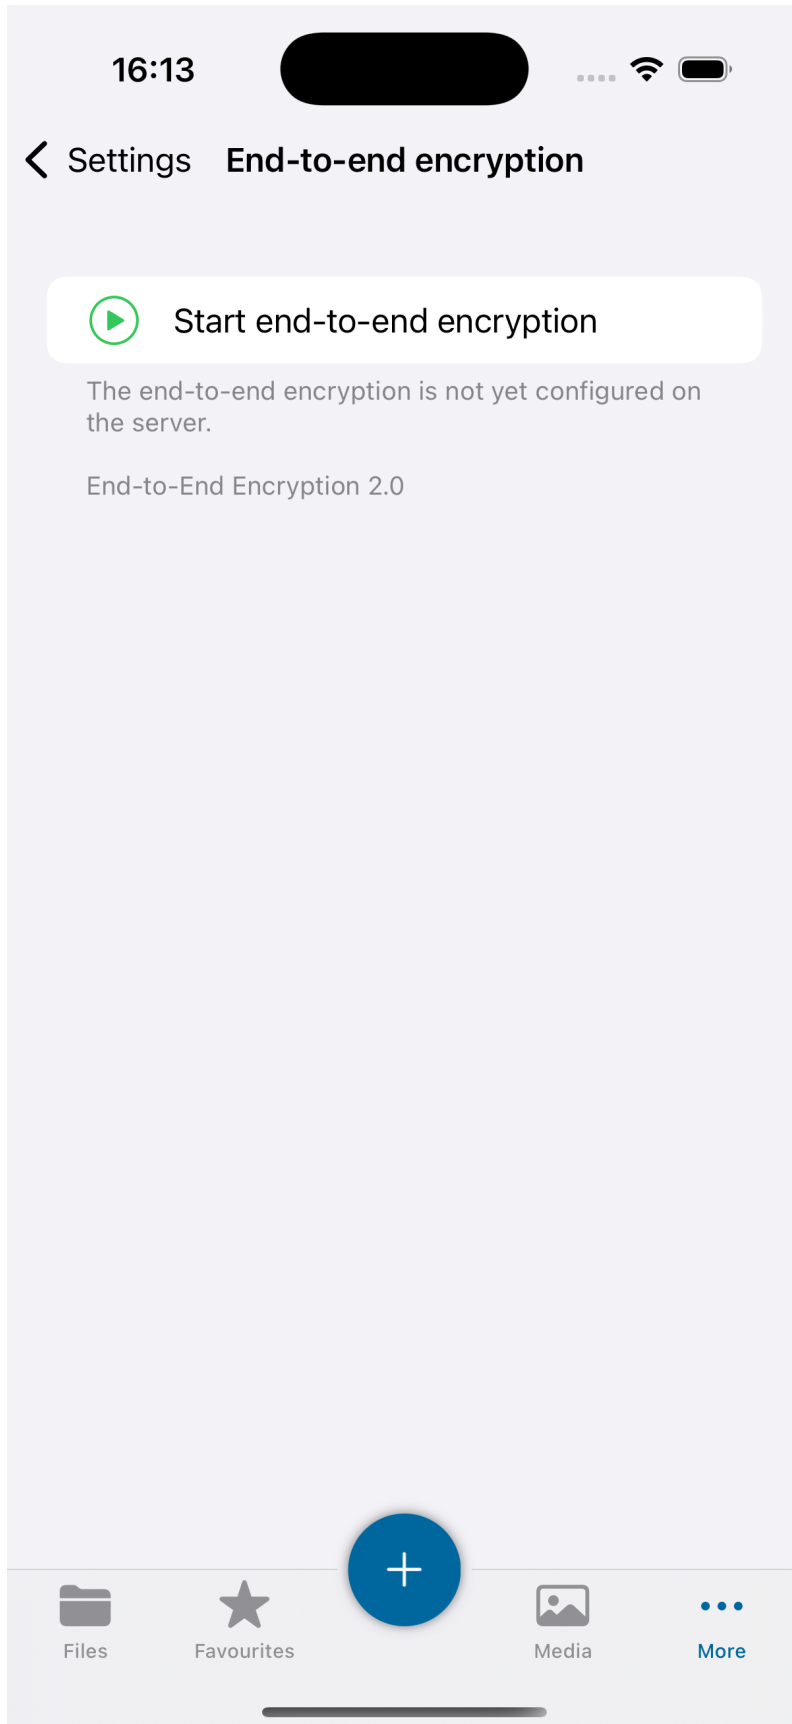 16:13
Settings End-to-end encryption
Start end-to-end encryption
The end-to-end encryption is not yet configured on
the server.
End-to-End Encryption 2.0
Files Favourites Media More